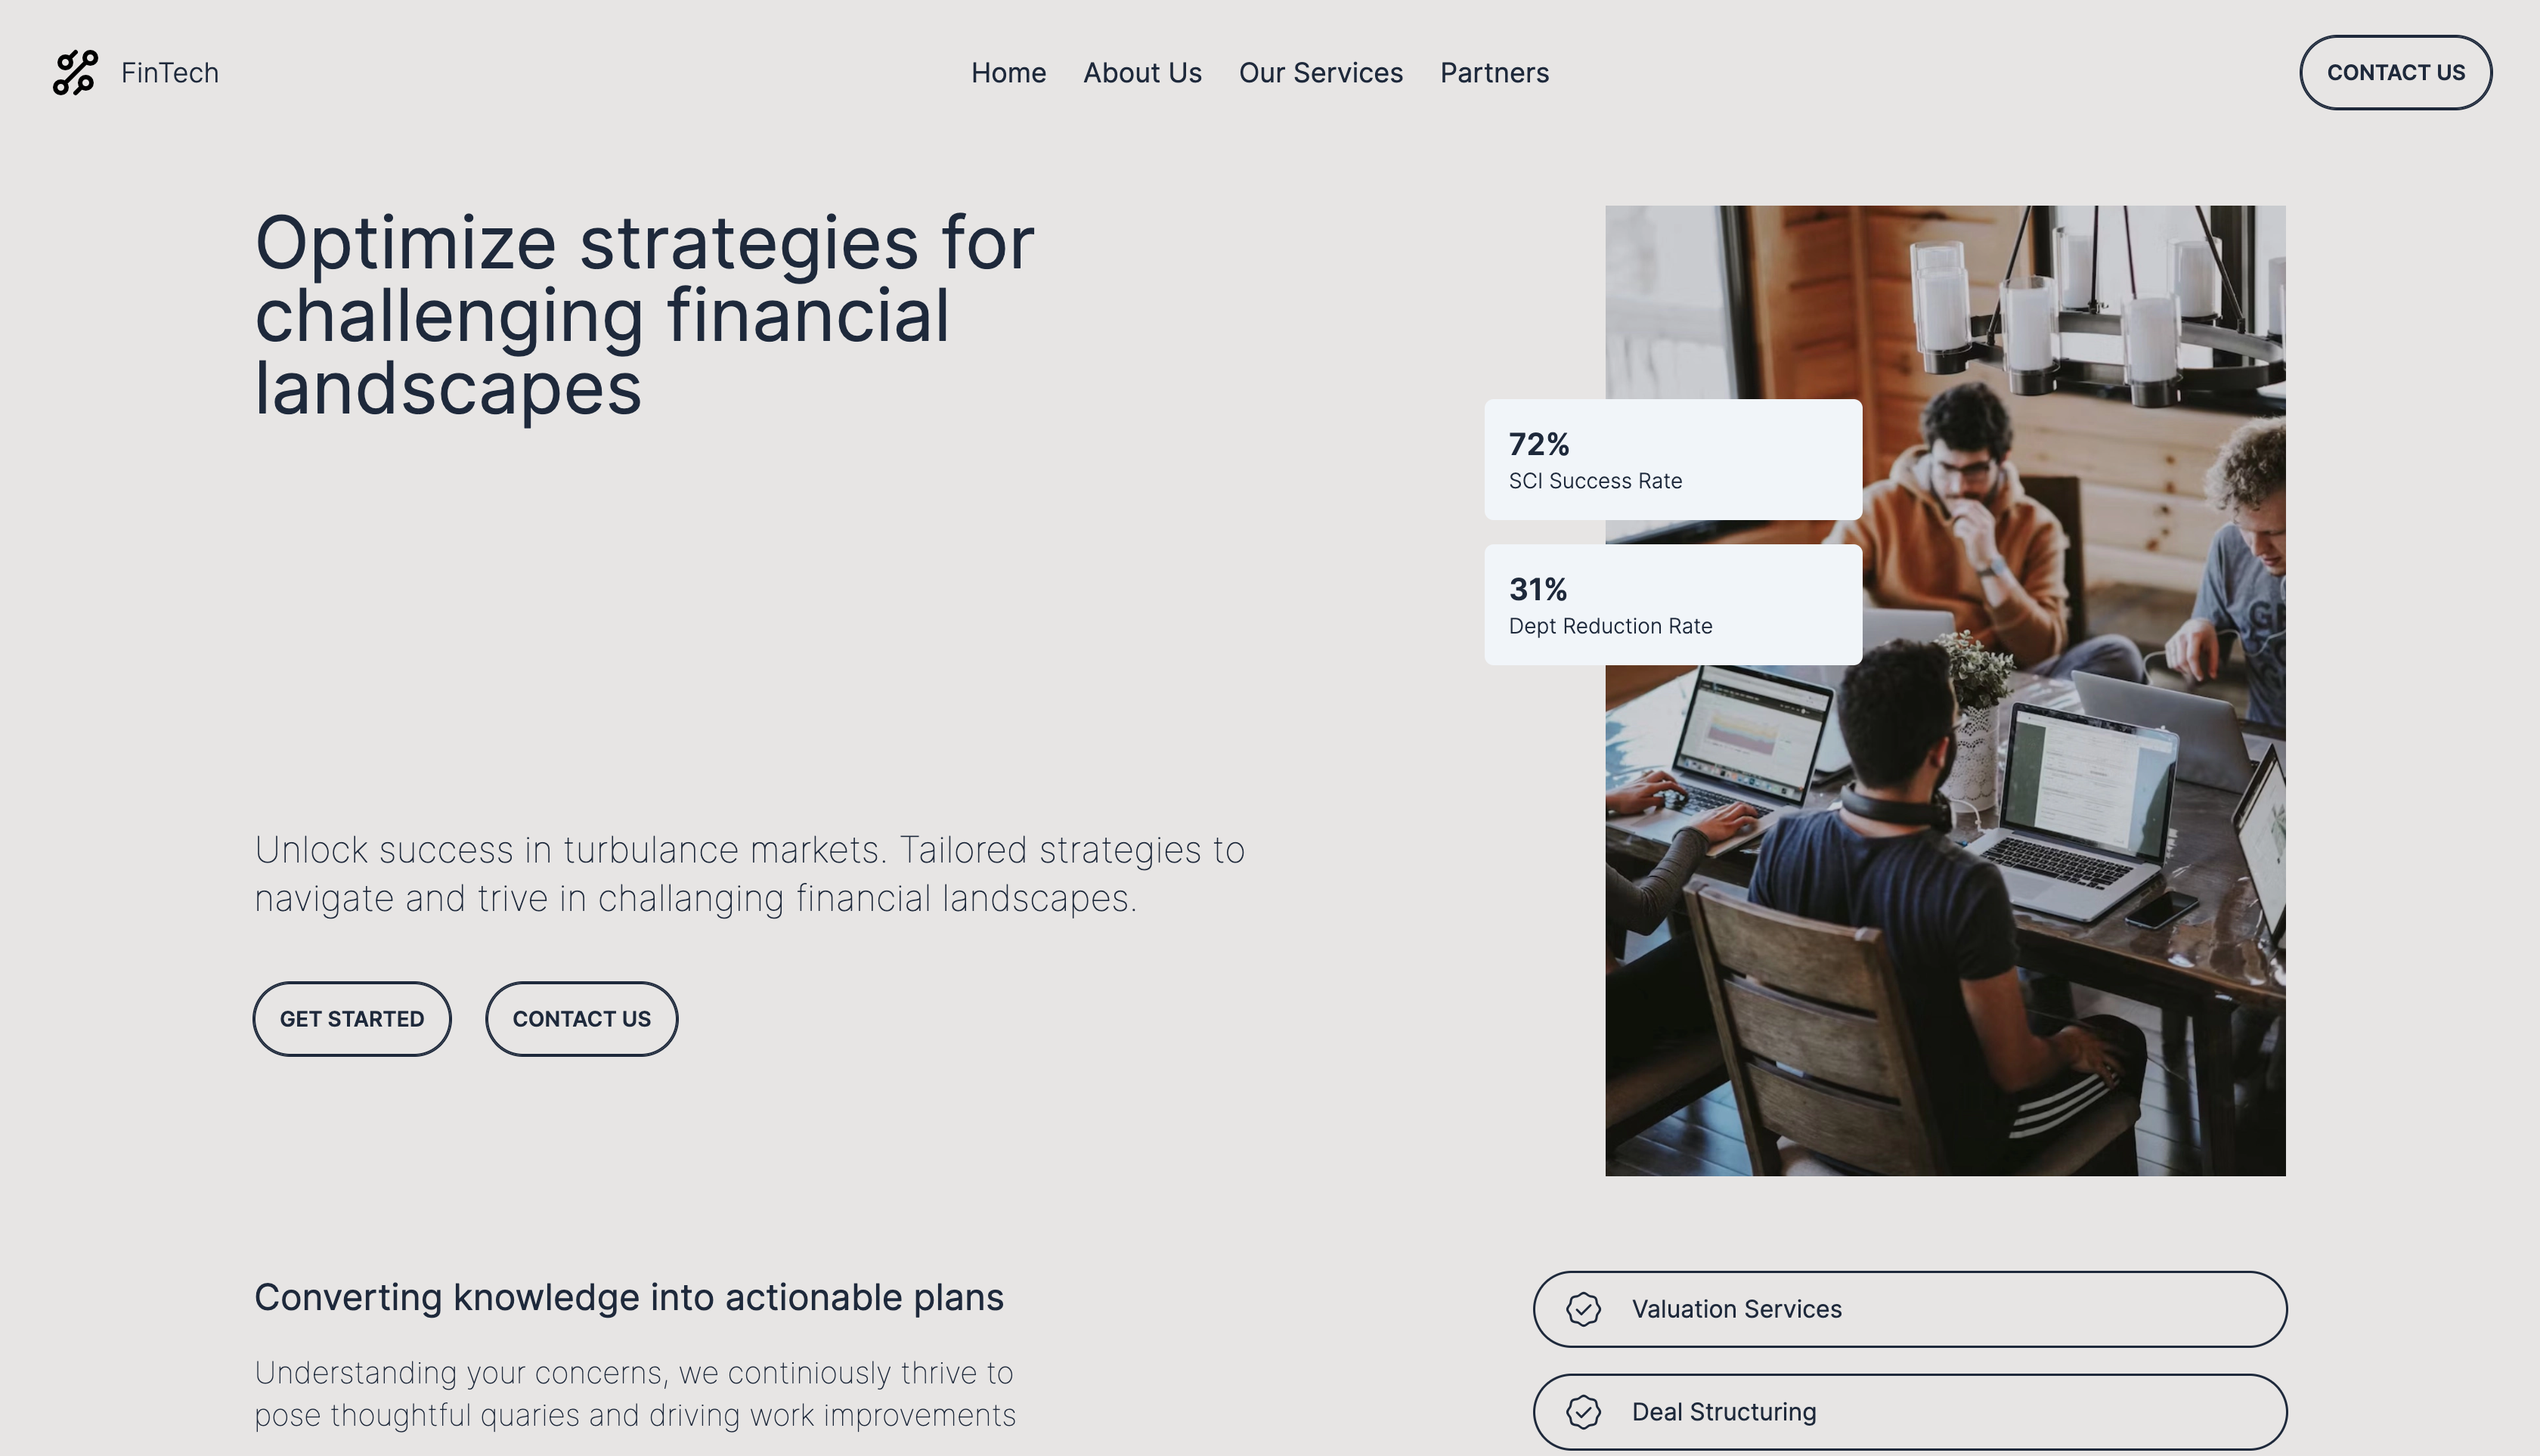 FinTech
Home
About Us
Our Services
Partners
CONTACT US
Optimize strategies for
challenging financial
landscapes
72%
SCI Success Rate
31%
Dept Reduction Rate
Unlock success in turbulance markets. Tailored strategies to
navigate and trive in challanging financial landscapes.
GET STARTED
CONTACT US
Converting knowledge into actionable plans
Understanding your concerns, we continiously thrive to
pose thoughtful quaries and driving work improvements
Valuation Services
Deal Structuring